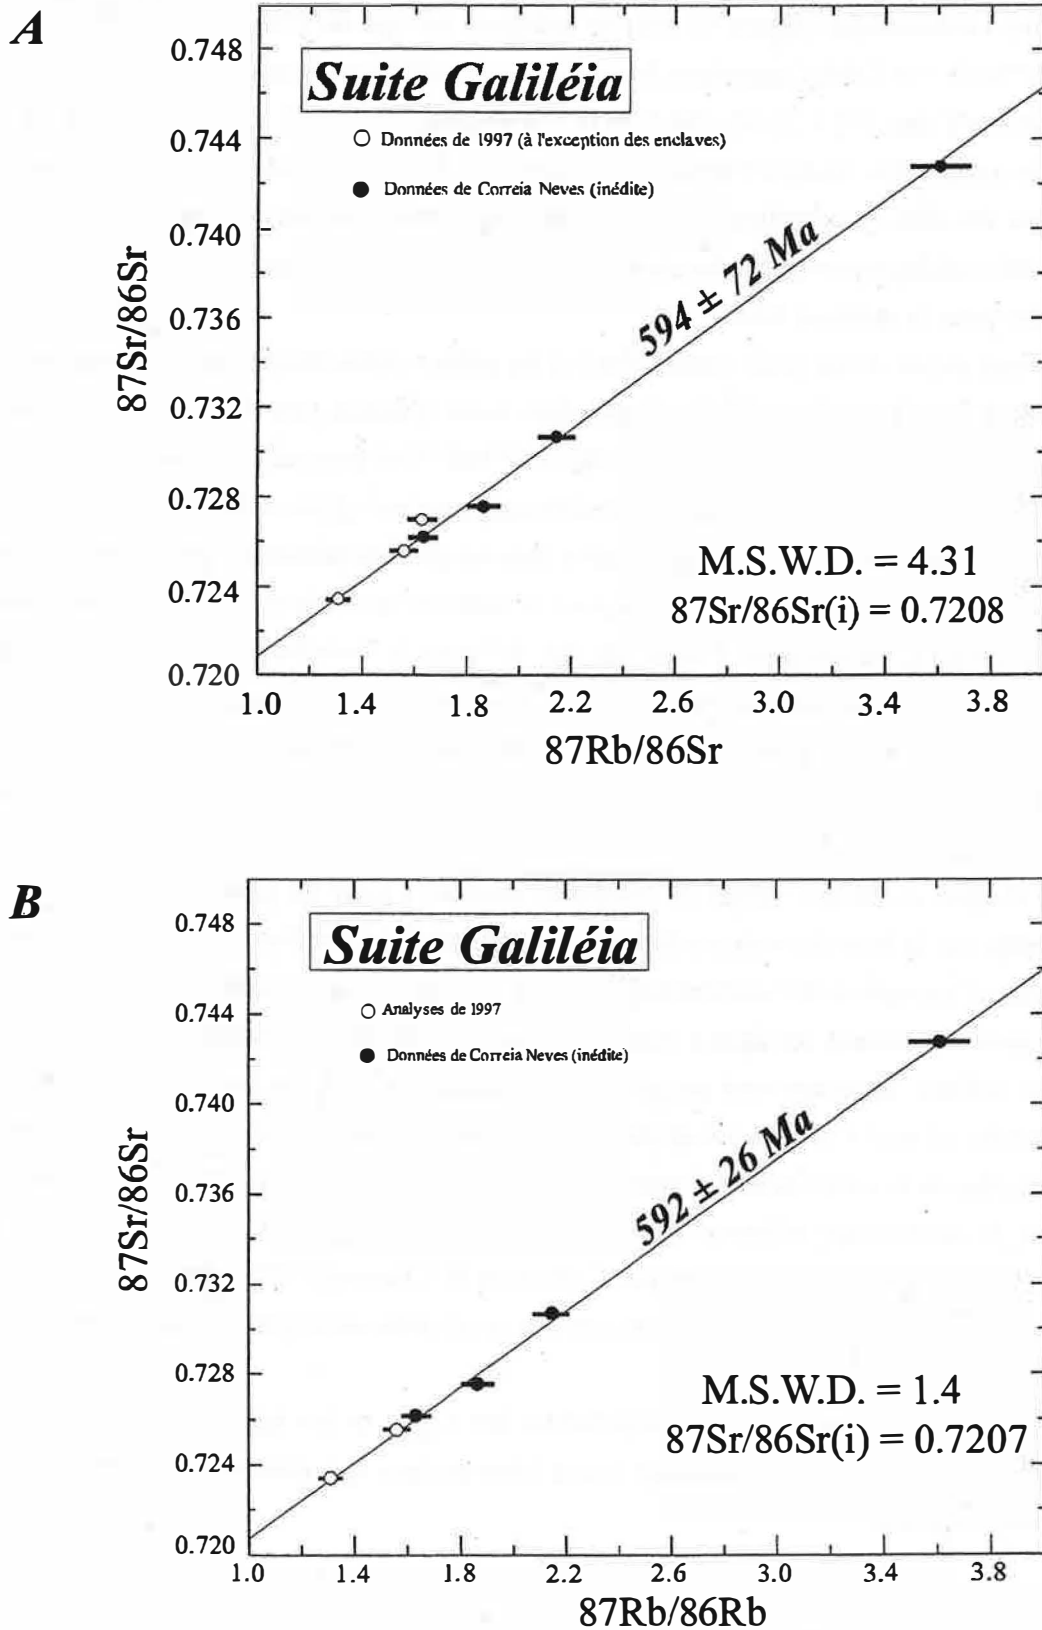 A
Suite Galiléia
Données de 1997 (à l'exception des enclaves)
Données de Correia Neves (inédite)
87Sr/86Sr
0.748
0.744
0.740
0.736
0.732
0.728
0.724
0.720
594 ± 72 Ma
M.S.W.D. = 4.31
87Sr/86Sr(i) = 0.7208
1.0 1.4 1.8 2.2 2.6 3.0 3.4 3.8
87Rb/86Sr
B
Suite Galiléia
Analyses de 1997
Données de Correia Neves (inédite)
87Sr/86Sr
0.748
0.744
0.740
0.736
0.732
0.728
0.724
0.720
592 ± 26 Ma
M.S.W.D. = 1.4
87Sr/86Sr(i) = 0.7207
1.0 1.4 1.8 2.2 2.6 3.0 3.4 3.8
87Rb/86Rb